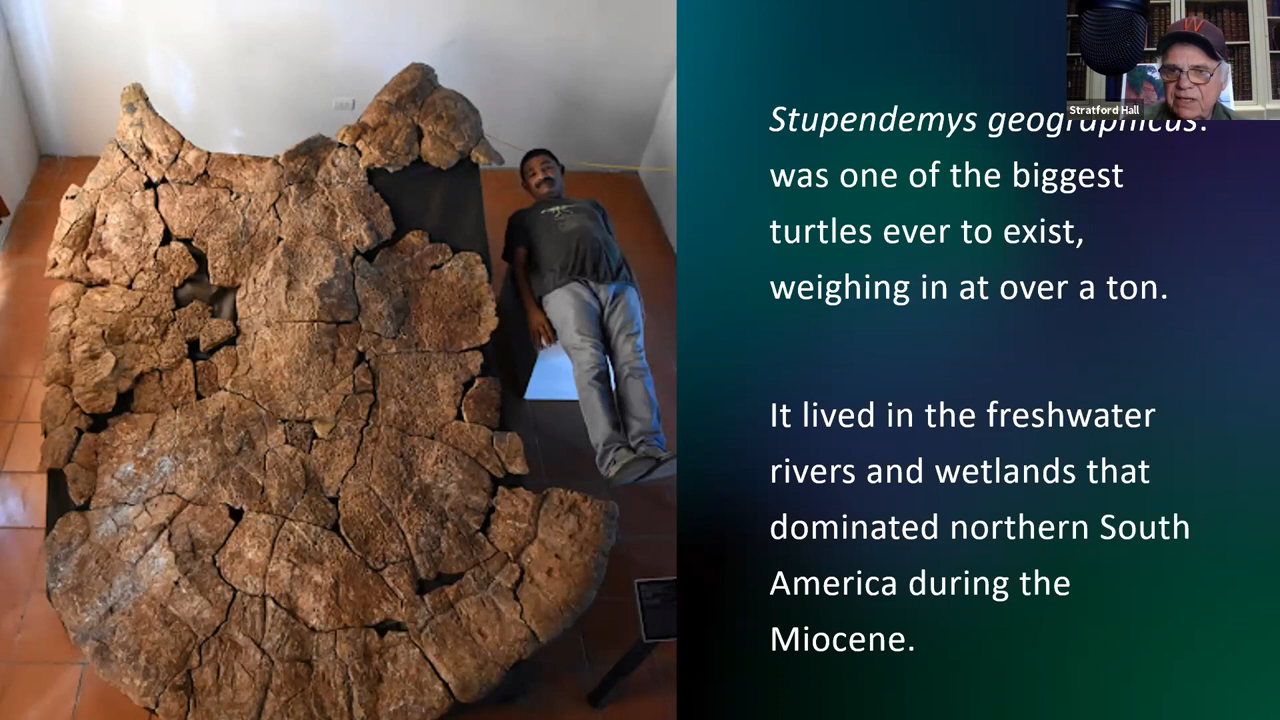 Stratford Hall
Stupendemys geographicus:
was one of the biggest
turtles ever to exist,
weighing in at over a ton.
It lived in the freshwater
rivers and wetlands that
dominated northern South
America during the
Miocene.
W